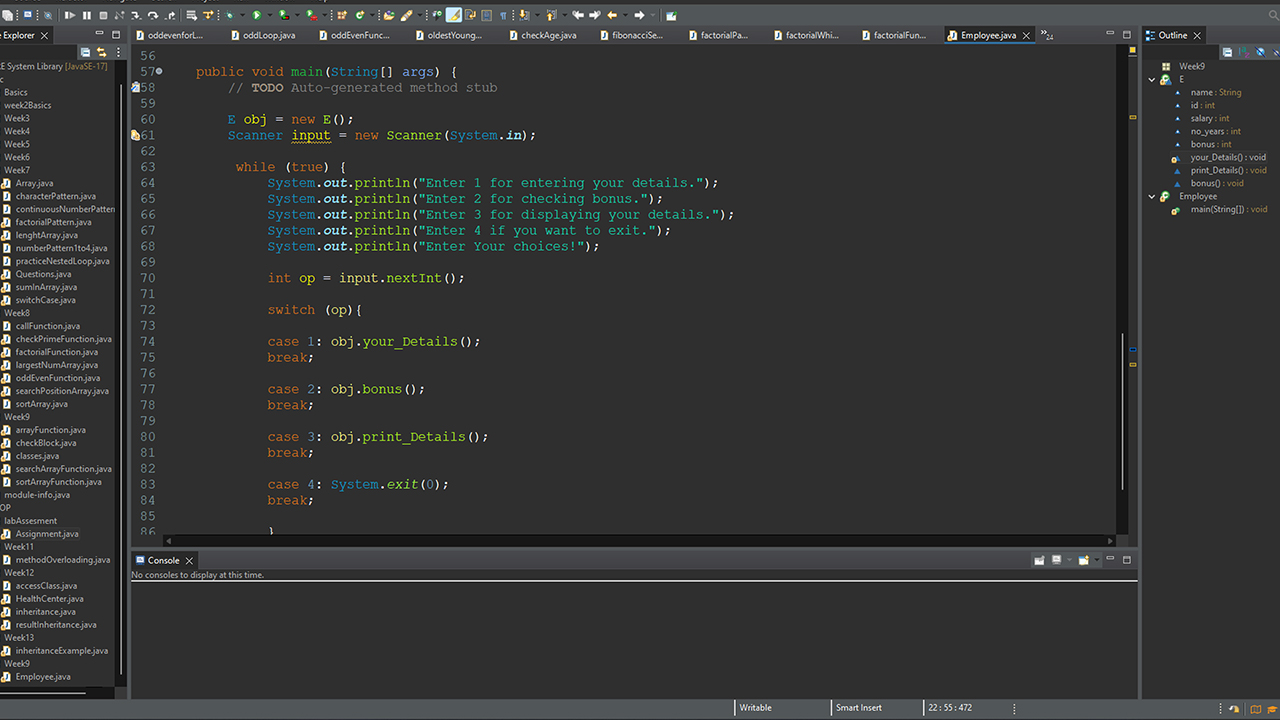 e Explorer
E System Library [JavaSE-17]
c
Basics
week2Basics
Week3
Week4
Week5
Week6
Week7
Array.java
characterPattern.java
continuousNumberPattern
factorialPattern.java
lenghtArray.java
numberPattern1to4.java
practiceNestedLoop.java
Questions.java
sumInArray.java
switchCase.java
Week8
callFunction.java
checkPrimeFunction.java
factorialFunction.java
largestNumArray.java
oddEvenFunction.java
searchPositionArray.java
sortArray.java
Week9
arrayFunction.java
checkBlock.java
classes.java
searchArrayFunction.java
sortArrayFunction.java
module-info.java
OP
labAssesment
Assignment.java
Week11
methodOverloading.java
Week12
accessClass.java
HealthCenter.java
inheritance.java
resultInheritance.java
Week13
inheritanceExample.java
Week9
Employee.java
oddevenforL... oddLoop.java oddEvenFunc... oldestYoung... checkAge.java fibonacciSe... factorialPa... factorialWhi... factorialFun... Employee.java 24
56
57 public void main(String[] args) {
58 // TODO Auto-generated method stub
59
60 E obj = new E();
61 Scanner input = new Scanner(System.in);
62
63 while (true) {
64 System.out.println("Enter 1 for entering your details.");
65 System.out.println("Enter 2 for checking bonus.");
66 System.out.println("Enter 3 for displaying your details.");
67 System.out.println("Enter 4 if you want to exit.");
68 System.out.println("Enter Your choices!");
69
70 int op = input.nextInt();
71
72 switch (op){
73
74 case 1: obj.your_Details();
75 break;
76
77 case 2: obj.bonus();
78 break;
79
80 case 3: obj.print_Details();
81 break;
82
83 case 4: System.exit(0);
84 break;
85
86 }
Console
No consoles to display at this time.
Outline
Week9
E
name : String
id : int
salary : int
no_years : int
bonus : int
your_Details() : void
print_Details() : void
bonus() : void
Employee
main(String[]) : void
Writable Smart Insert 22 : 55 : 472